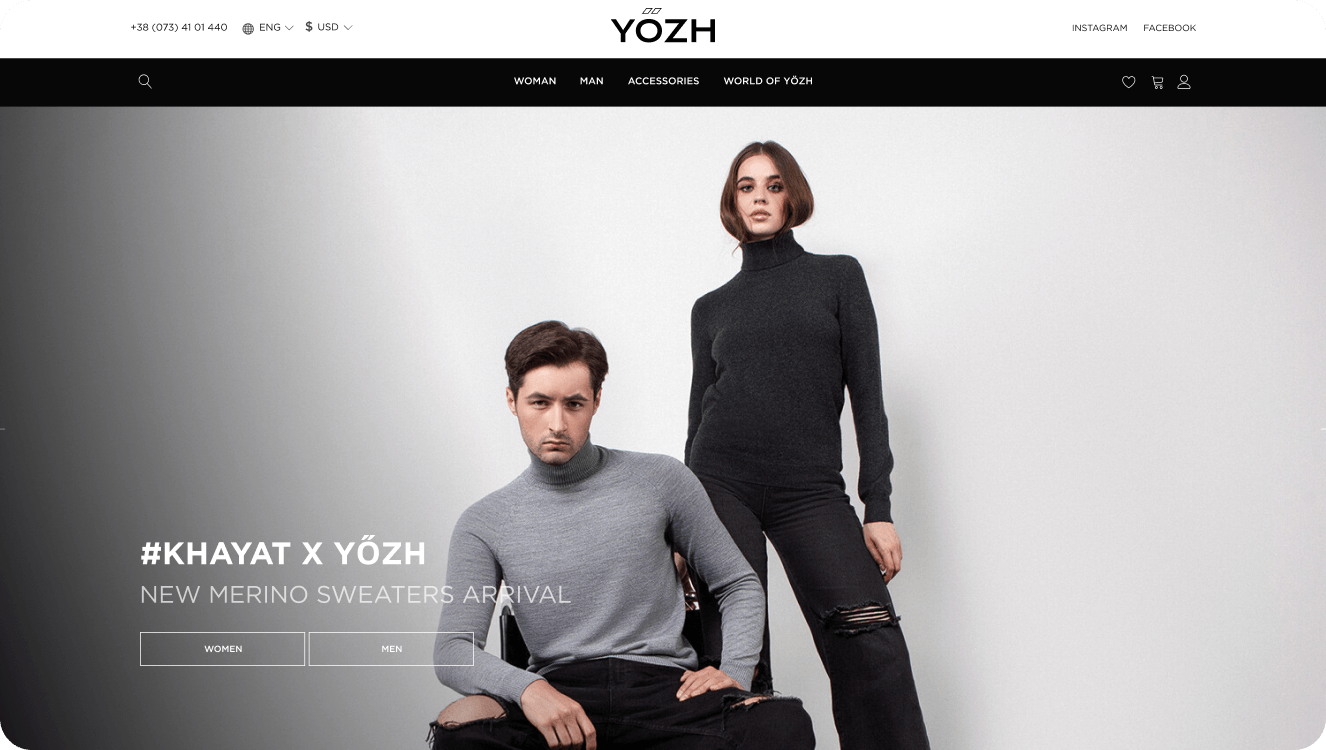 +38 (073) 41 01 440 ENG $ USD
YŐZH
INSTAGRAM FACEBOOK
WOMAN MAN ACCESSORIES WORLD OF YÖZH
#KHAYAT X YŐZH
NEW MERINO SWEATERS ARRIVAL
WOMEN MEN